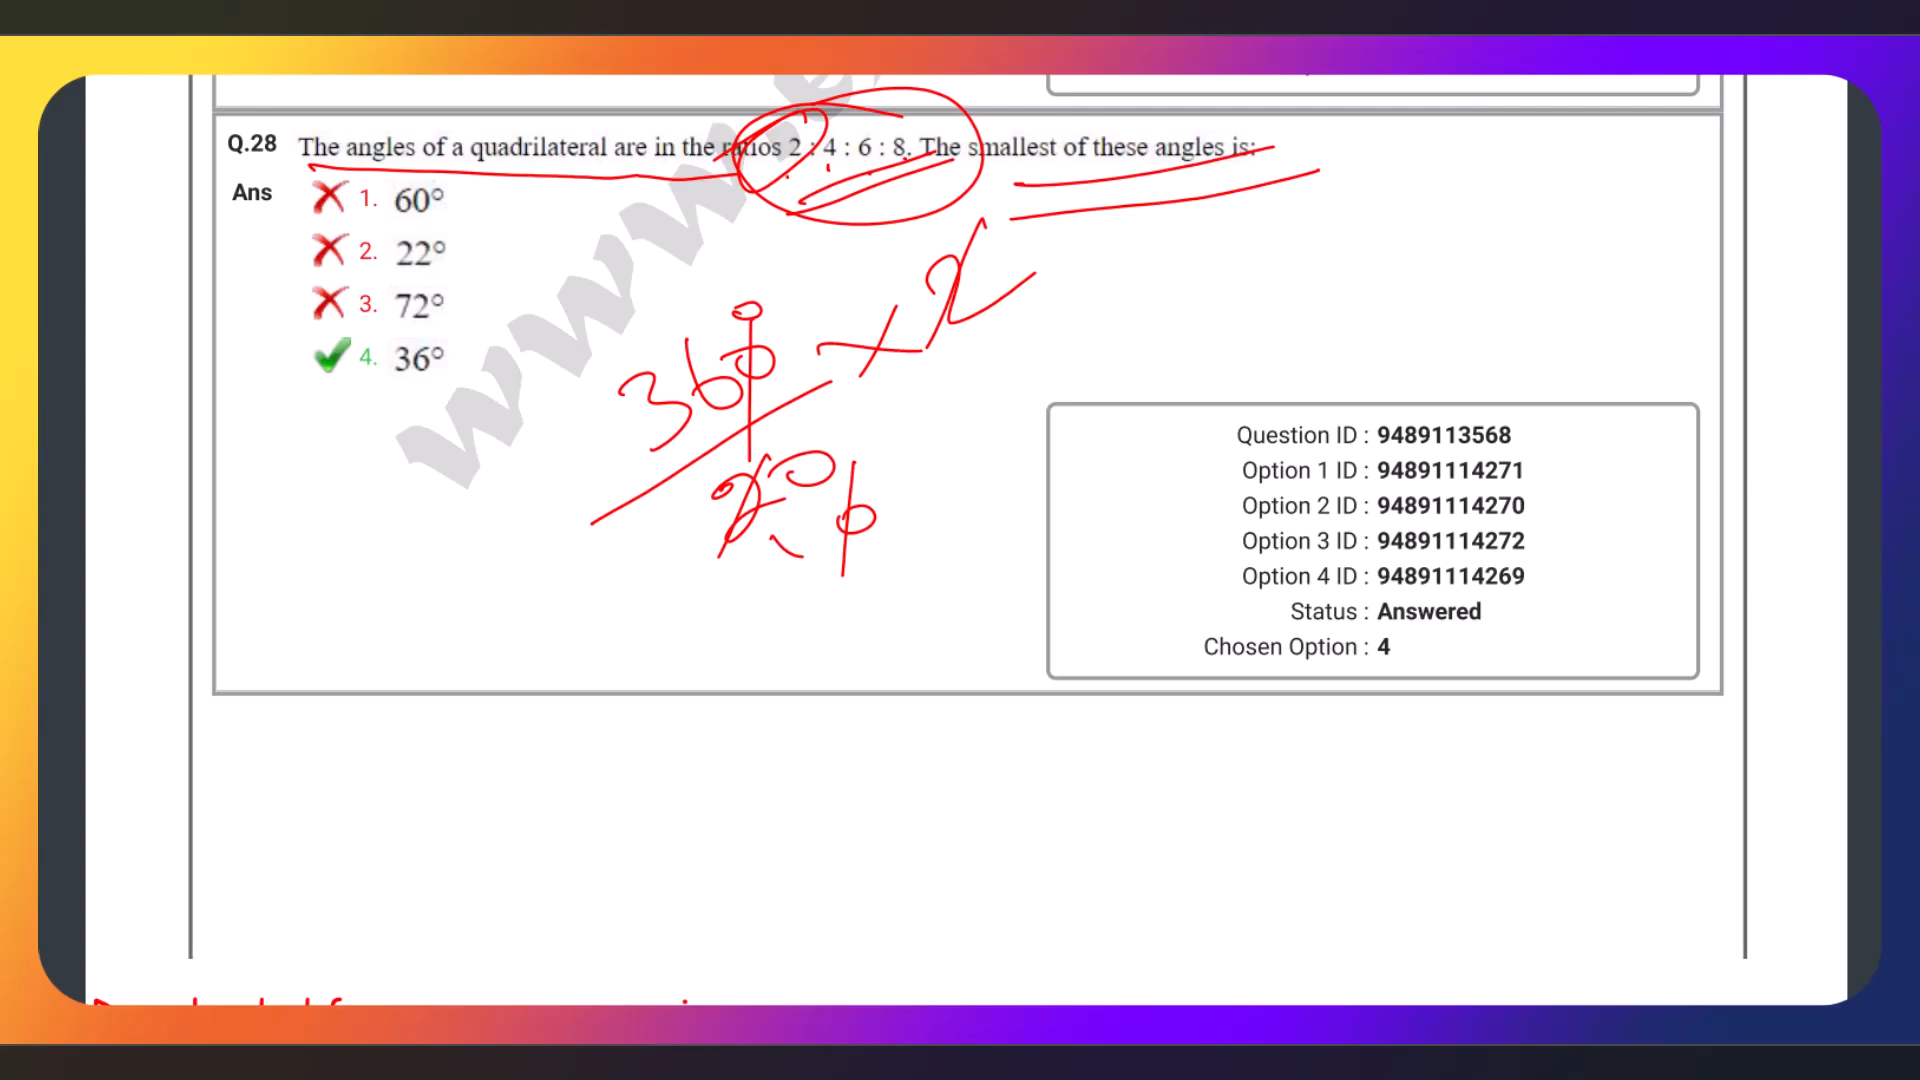 Q.28 The angles of a quadrilateral are in the ratios 2 : 4 : 6 : 8. The smallest of these angles is:
Ans 1. 60°
2. 22°
3. 72°
4. 36°
360 × 2
20
www.
Question ID : 9489113568
Option 1 ID : 94891114271
Option 2 ID : 94891114270
Option 3 ID : 94891114272
Option 4 ID : 94891114269
Status : Answered
Chosen Option : 4